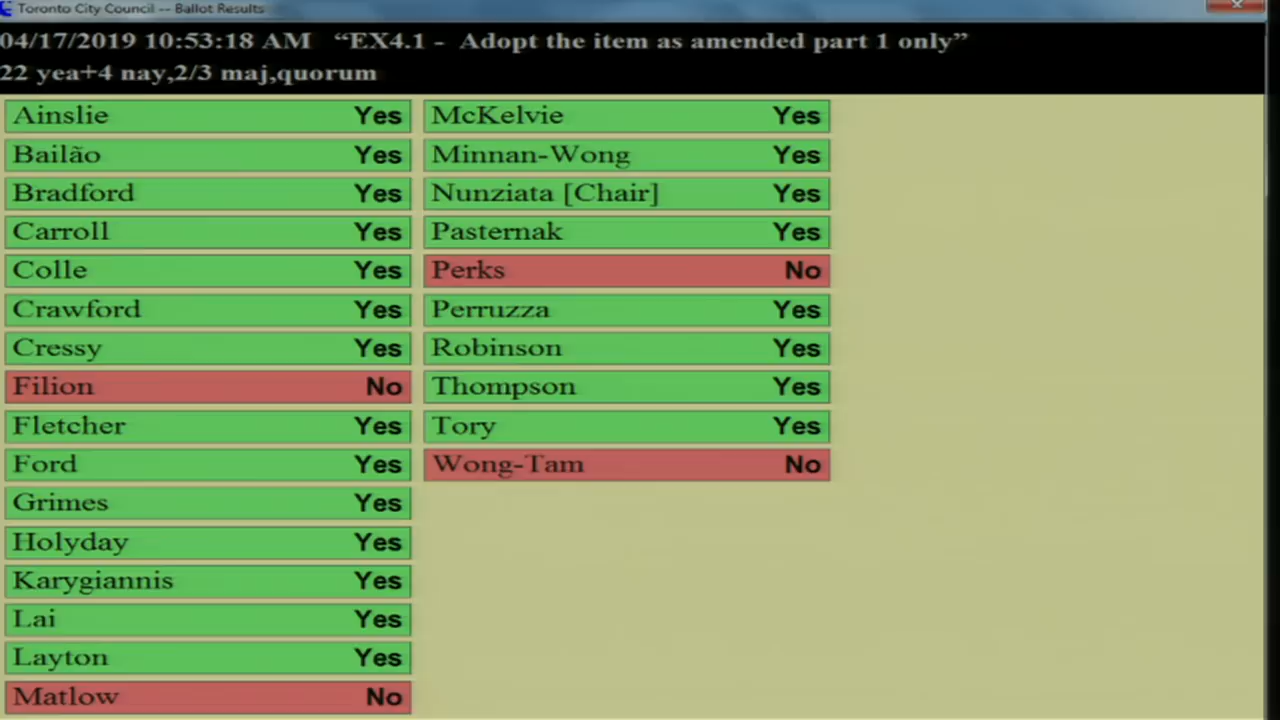 Toronto City Council -- Ballot Results
04/17/2019 10:53:18 AM “EX4.1 - Adopt the item as amended part 1 only”
22 yea+4 nay,2/3 maj,quorum
Ainslie Yes
Bailão Yes
Bradford Yes
Carroll Yes
Colle Yes
Crawford Yes
Cressy Yes
Filion No
Fletcher Yes
Ford Yes
Grimes Yes
Holyday Yes
Karygiannis Yes
Lai Yes
Layton Yes
Matlow No
McKelvie Yes
Minnan-Wong Yes
Nunziata [Chair] Yes
Pasternak Yes
Perks No
Perruzza Yes
Robinson Yes
Thompson Yes
Tory Yes
Wong-Tam No